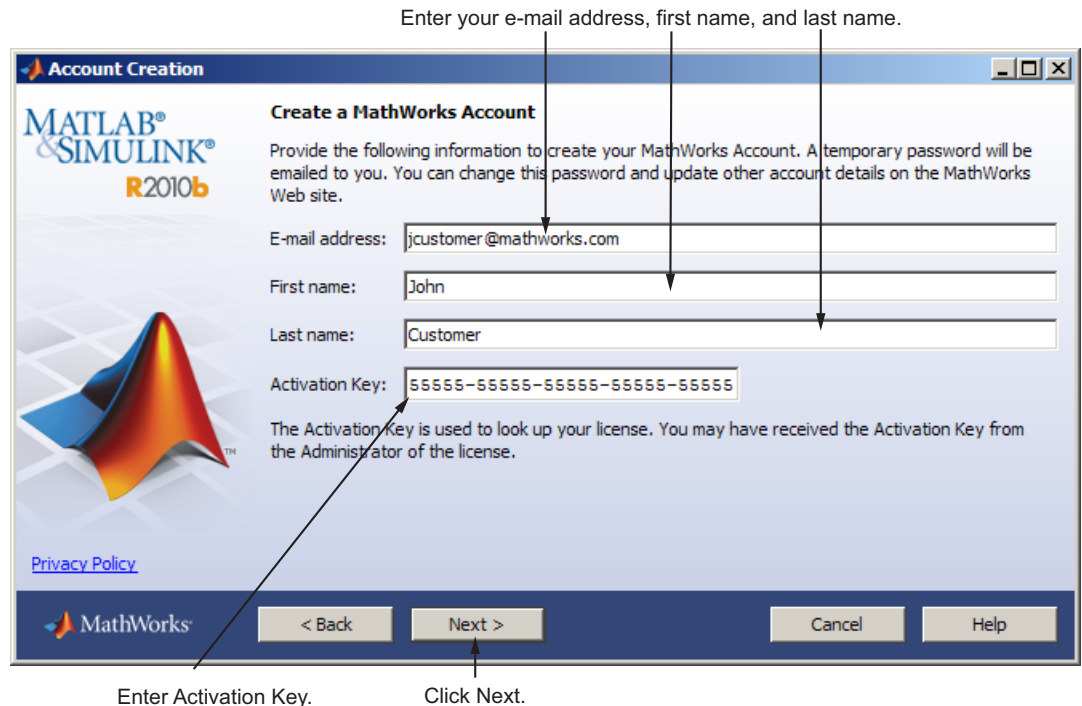 Enter your e-mail address, first name, and last name.
Account Creation
MATLAB®
&SIMULINK®
R2010b
TM
Privacy Policy
Create a MathWorks Account
Provide the following information to create your MathWorks Account. A temporary password will be
emailed to you. You can change this password and update other account details on the MathWorks
Web site.
E-mail address: jcustomer@mathworks.com
First name: John
Last name: Customer
Activation Key: 55555-55555-55555-55555-55555
The Activation Key is used to look up your license. You may have received the Activation Key from
the Administrator of the license.
MathWorks
< Back Next > Cancel Help
Enter Activation Key. Click Next.